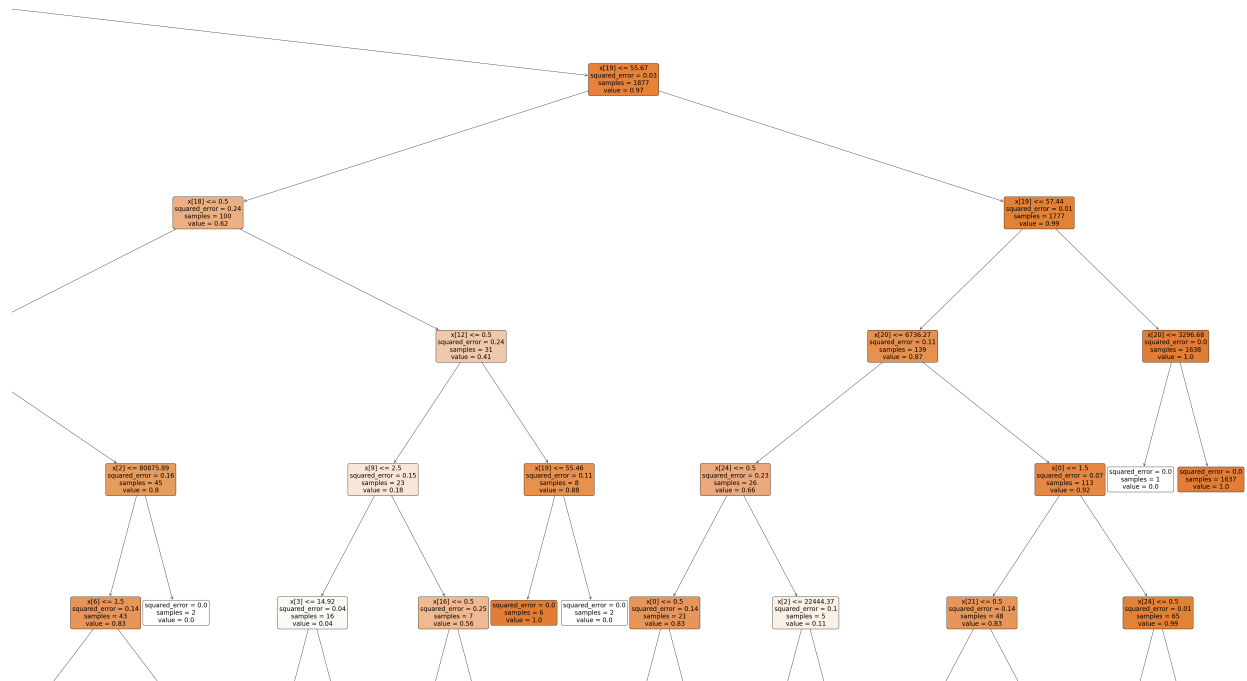 x[19] <= 55.67
squared_error = 0.03
samples = 1877
value = 0.97
x[18] <= 0.5
squared_error = 0.24
samples = 100
value = 0.62
x[19] <= 57.44
squared_error = 0.01
samples = 1777
value = 0.99
x[12] <= 0.5
squared_error = 0.24
samples = 31
value = 0.41
x[20] <= 6736.27
squared_error = 0.11
samples = 139
value = 0.87
x[20] <= 3296.68
squared_error = 0.0
samples = 1638
value = 1.0
x[2] <= 80875.89
squared_error = 0.16
samples = 45
value = 0.8
x[9] <= 2.5
squared_error = 0.15
samples = 23
value = 0.18
x[19] <= 55.46
squared_error = 0.11
samples = 8
value = 0.88
x[24] <= 0.5
squared_error = 0.23
samples = 26
value = 0.66
x[0] <= 1.5
squared_error = 0.07
samples = 113
value = 0.92
squared_error = 0.0
samples = 1
value = 0.0
squared_error = 0.0
samples = 1637
value = 1.0
x[6] <= 1.5
squared_error = 0.14
samples = 43
value = 0.83
squared_error = 0.0
samples = 2
value = 0.0
x[3] <= 14.92
squared_error = 0.04
samples = 16
value = 0.04
x[16] <= 0.5
squared_error = 0.25
samples = 7
value = 0.56
squared_error = 0.0
samples = 6
value = 1.0
squared_error = 0.0
samples = 2
value = 0.0
x[0] <= 0.5
squared_error = 0.14
samples = 21
value = 0.83
x[2] <= 22444.37
squared_error = 0.1
samples = 5
value = 0.11
x[21] <= 0.5
squared_error = 0.14
samples = 48
value = 0.83
x[24] <= 0.5
squared_error = 0.01
samples = 65
value = 0.99